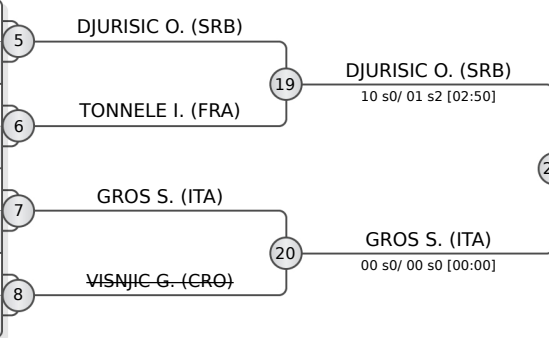 DJURISIC O. (SRB)
5
19
DJURISIC O. (SRB)
10 s0/ 01 s2 [02:50]
TONNELE I. (FRA)
6
GROS S. (ITA)
7
20
GROS S. (ITA)
00 s0/ 00 s0 [00:00]
VISNJIC G. (CRO)
8